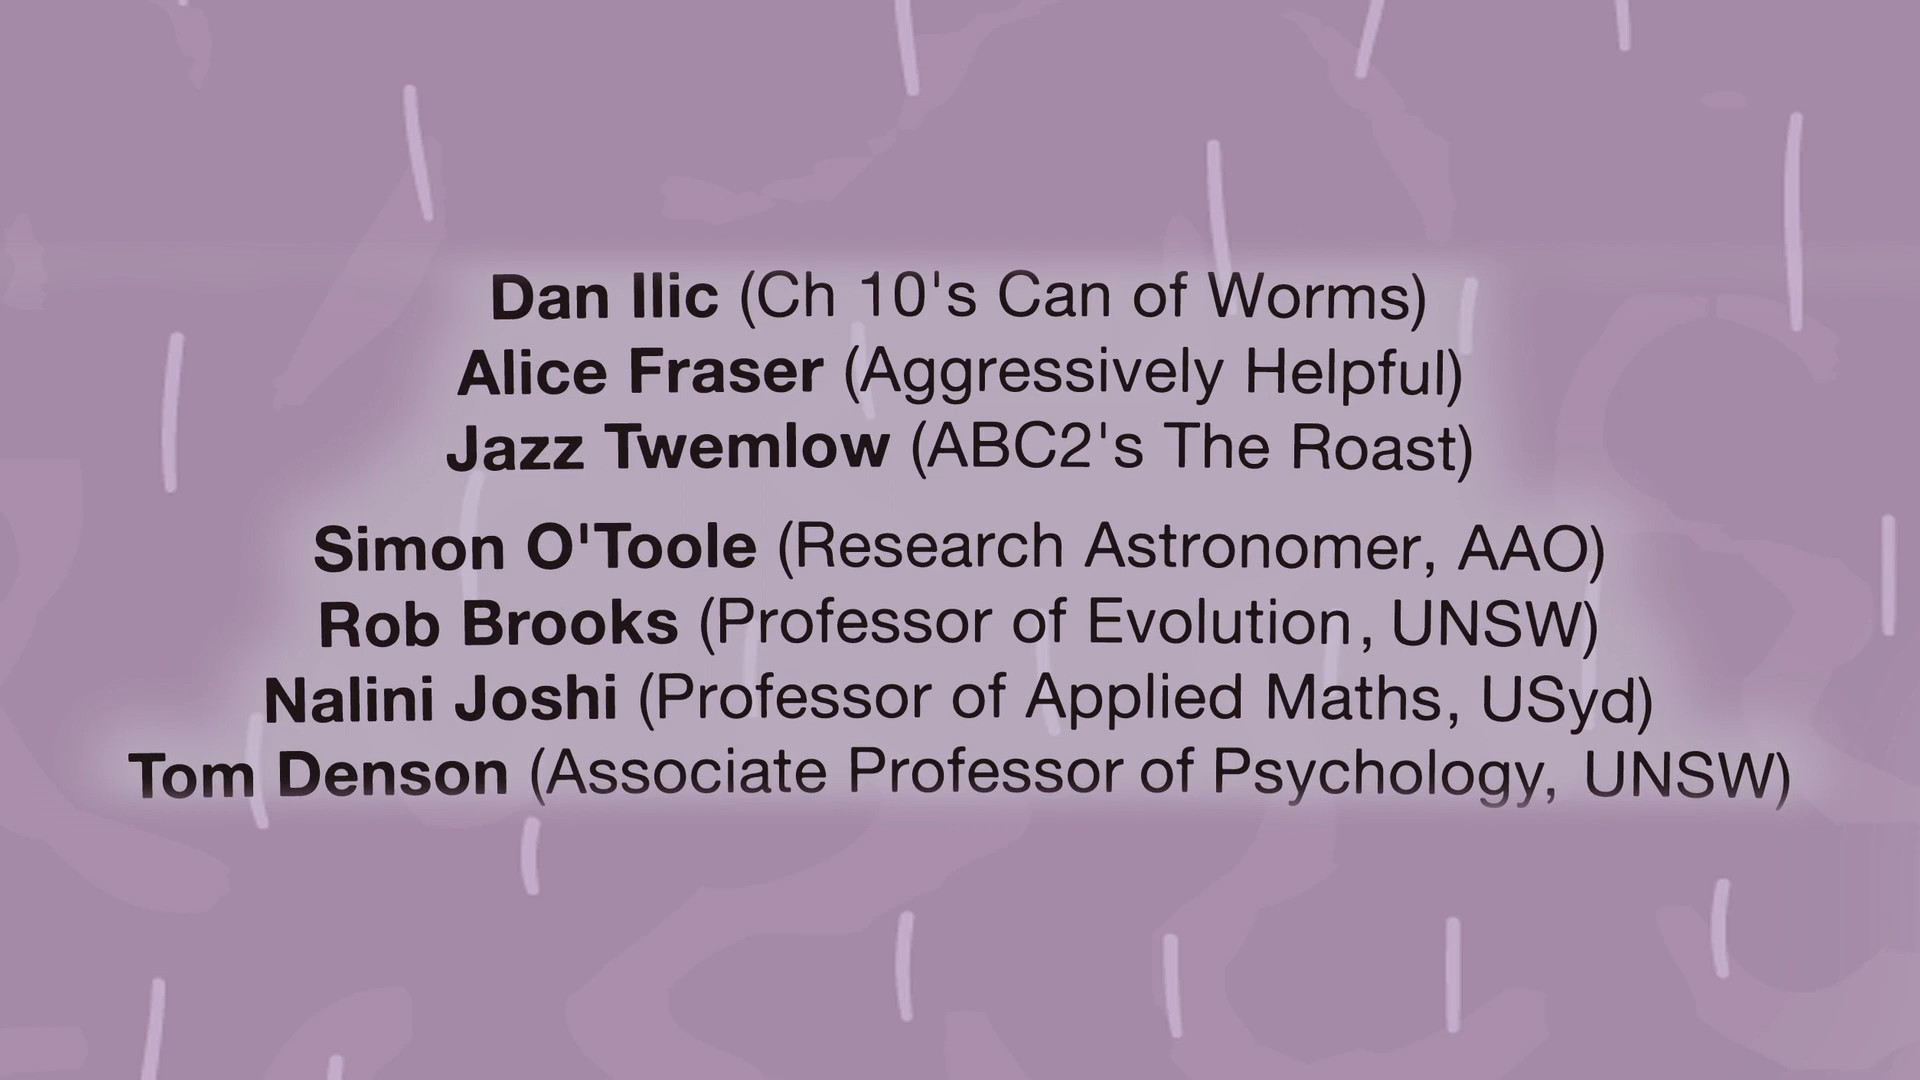 Dan Ilic (Ch 10's Can of Worms)
Alice Fraser (Aggressively Helpful)
Jazz Twemlow (ABC2's The Roast)
Simon O'Toole (Research Astronomer, AAO)
Rob Brooks (Professor of Evolution, UNSW)
Nalini Joshi (Professor of Applied Maths, USyd)
Tom Denson (Associate Professor of Psychology, UNSW)